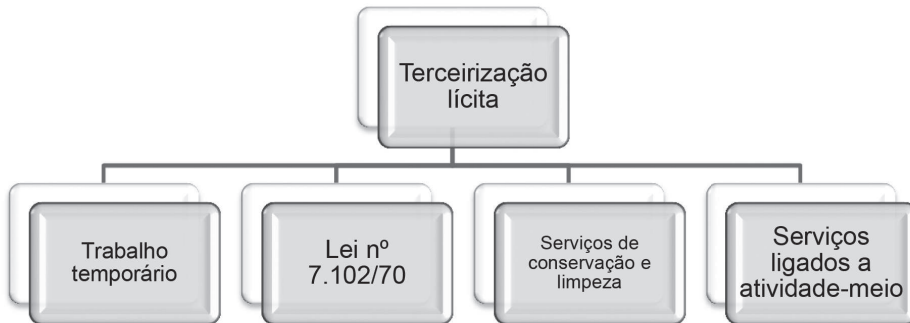 Terceirização
lícita
Trabalho
temporário
Lei nº
7.102/70
Serviços de
conservação e
limpeza
Serviços
ligados a
atividade-meio